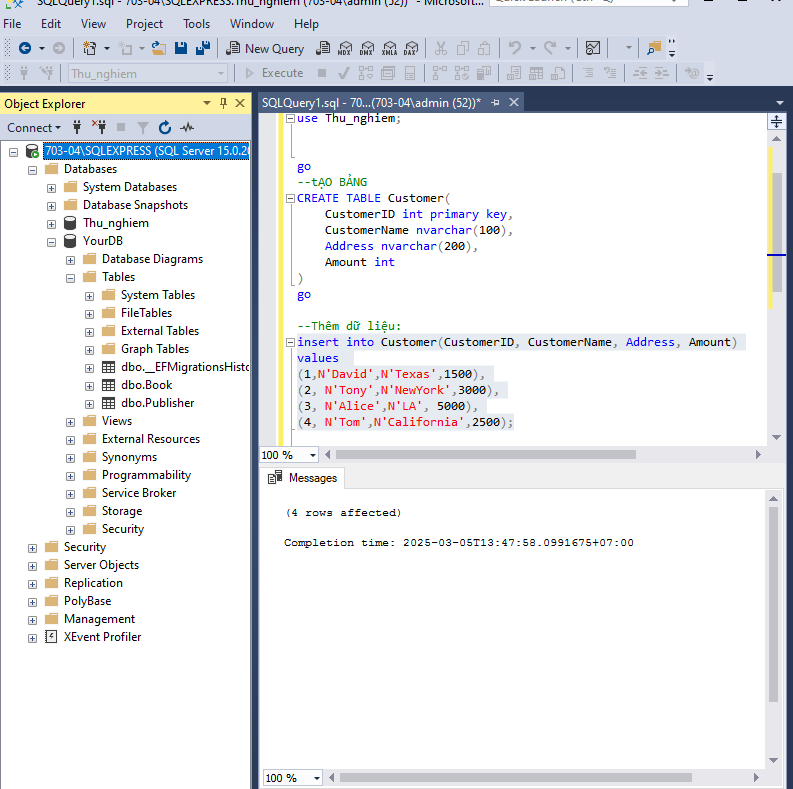 SQLQuery1.sql - 703-04\SQLEXPRESS.Thu_nghiem (703-04\admin (52))* - Microsoft...
File Edit View Project Tools Window Help
New Query MDX DMX XMLA DAX
Thu_nghiem Execute
Object Explorer
Connect
703-04\SQLEXPRESS (SQL Server 15.0.20
Databases
System Databases
Database Snapshots
Thu_nghiem
YourDB
Database Diagrams
Tables
System Tables
FileTables
External Tables
Graph Tables
dbo.__EFMigrationsHisto
dbo.Book
dbo.Publisher
Views
External Resources
Synonyms
Programmability
Service Broker
Storage
Security
Security
Server Objects
Replication
PolyBase
Management
XEvent Profiler
SQLQuery1.sql - 70...(703-04\admin (52))*
use Thu_nghiem;
go
--tẠO BẢNG
CREATE TABLE Customer(
CustomerID int primary key,
CustomerName nvarchar(100),
Address nvarchar(200),
Amount int
)
go
--Thêm dữ liệu:
insert into Customer(CustomerID, CustomerName, Address, Amount)
values
(1,N'David',N'Texas',1500),
(2, N'Tony',N'NewYork',3000),
(3, N'Alice',N'LA', 5000),
(4, N'Tom',N'California',2500);
100 %
Messages
(4 rows affected)
Completion time: 2025-03-05T13:47:58.0991675+07:00
100 %